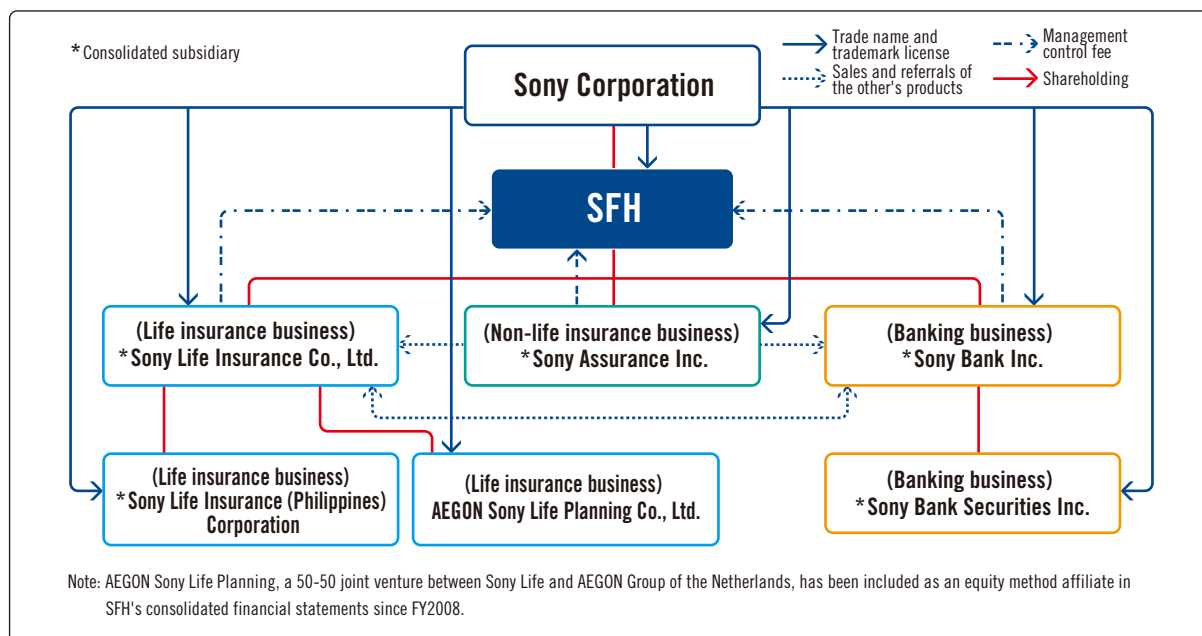 *Consolidated subsidiary
Trade name and
trademark license
Management
control fee
Sales and referrals of
the other's products
Shareholding
Sony Corporation
SFH
(Life insurance business)
*Sony Life Insurance Co., Ltd.
(Non-life insurance business)
*Sony Assurance Inc.
(Banking business)
*Sony Bank Inc.
(Life insurance business)
*Sony Life Insurance (Philippines)
Corporation
(Life insurance business)
AEGON Sony Life Planning Co., Ltd.
(Banking business)
*Sony Bank Securities Inc.
Note: AEGON Sony Life Planning, a 50-50 joint venture between Sony Life and AEGON Group of the Netherlands, has been included as an equity method affiliate in
SFH's consolidated financial statements since FY2008.